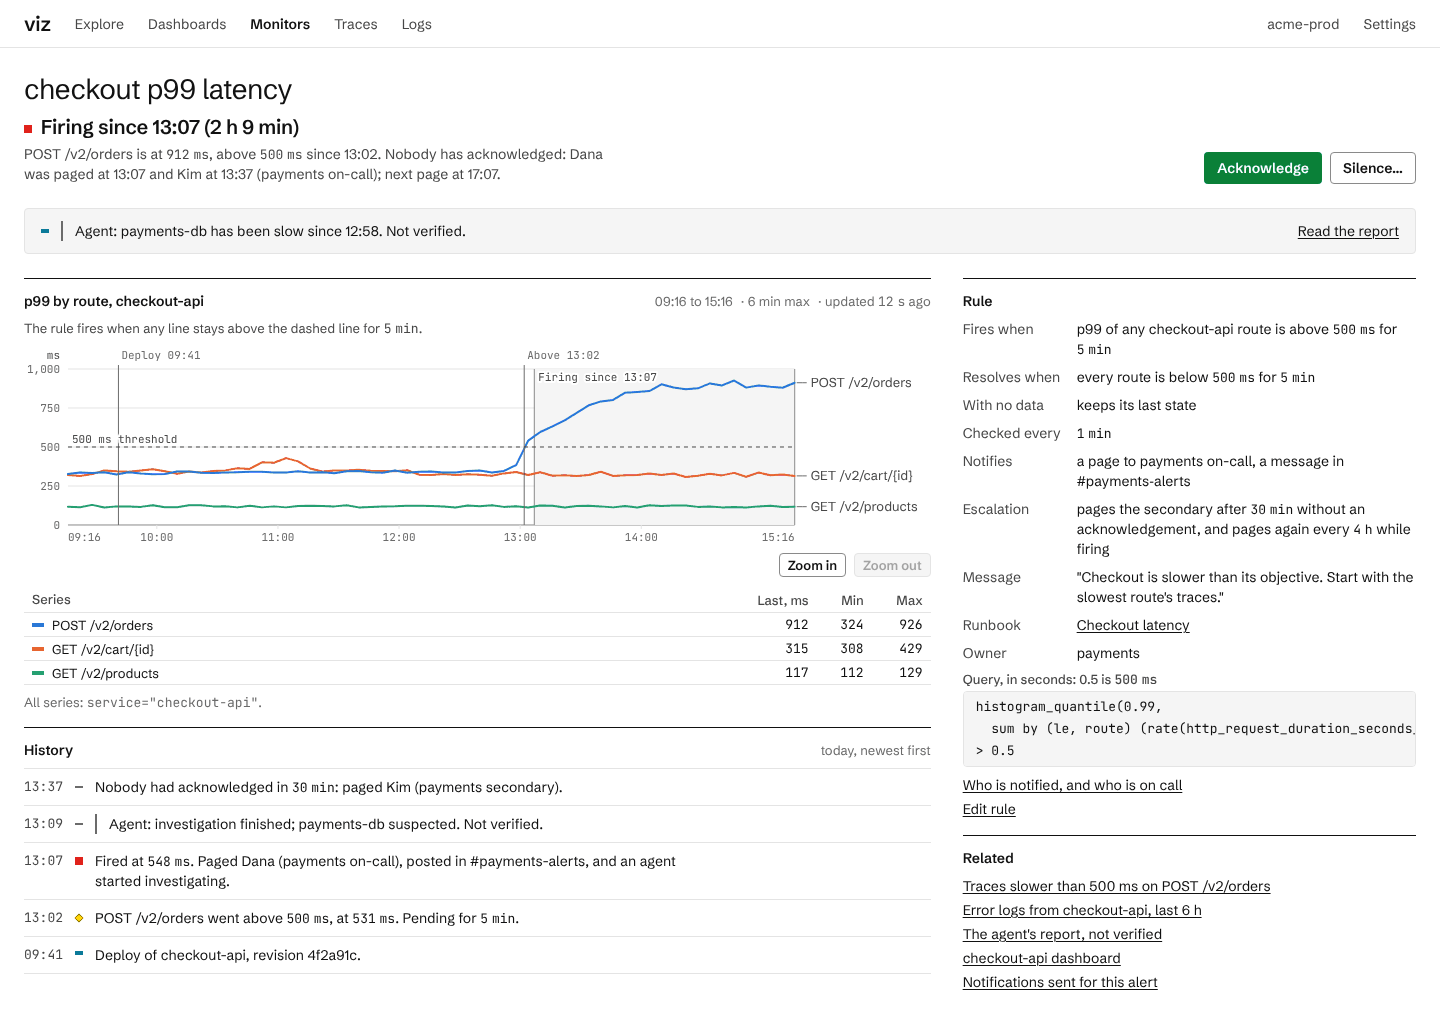 viz Explore Dashboards Monitors Traces Logs acme-prod Settings
checkout p99 latency
Firing since 13:07 (2 h 9 min)
POST /v2/orders is at 912 ms, above 500 ms since 13:02. Nobody has acknowledged: Dana
was paged at 13:07 and Kim at 13:37 (payments on-call); next page at 17:07.
Acknowledge Silence…
Agent: payments-db has been slow since 12:58. Not verified. Read the report
p99 by route, checkout-api 09:16 to 15:16 · 6 min max · updated 12 s ago
The rule fires when any line stays above the dashed line for 5 min.
ms Deploy 09:41 Above 13:02
1,000
Firing since 13:07
POST /v2/orders
750
500 ms threshold
500
GET /v2/cart/{id}
250
GET /v2/products
0
09:16 10:00 11:00 12:00 13:00 14:00 15:16
Zoom in Zoom out
Series Last, ms Min Max
POST /v2/orders 912 324 926
GET /v2/cart/{id} 315 308 429
GET /v2/products 117 112 129
All series: service="checkout-api".
History today, newest first
13:37 Nobody had acknowledged in 30 min: paged Kim (payments secondary).
13:09 Agent: investigation finished; payments-db suspected. Not verified.
13:07 Fired at 548 ms. Paged Dana (payments on-call), posted in #payments-alerts, and an agent
started investigating.
13:02 POST /v2/orders went above 500 ms, at 531 ms. Pending for 5 min.
09:41 Deploy of checkout-api, revision 4f2a91c.
Rule
Fires when p99 of any checkout-api route is above 500 ms for
5 min
Resolves when every route is below 500 ms for 5 min
With no data keeps its last state
Checked every 1 min
Notifies a page to payments on-call, a message in
#payments-alerts
Escalation pages the secondary after 30 min without an
acknowledgement, and pages again every 4 h while
firing
Message "Checkout is slower than its objective. Start with the
slowest route's traces."
Runbook Checkout latency
Owner payments
Query, in seconds: 0.5 is 500 ms
histogram_quantile(0.99,
sum by (le, route) (rate(http_request_duration_seconds_
> 0.5
Who is notified, and who is on call
Edit rule
Related
Traces slower than 500 ms on POST /v2/orders
Error logs from checkout-api, last 6 h
The agent's report, not verified
checkout-api dashboard
Notifications sent for this alert